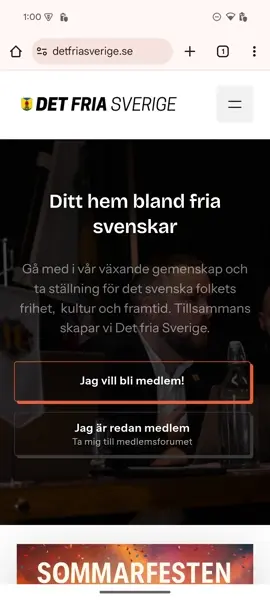 1:00
detfriasverige.se
1
DET FRIA SVERIGE
Ditt hem bland fria
svenskar
Gå med i vår växande gemenskap och
ta ställning för det svenska folkets
frihet, kultur och framtid. Tillsammans
skapar vi Det fria Sverige.
Jag vill bli medlem!
Jag är redan medlem
Ta mig till medlemsforumet
SOMMARFESTEN